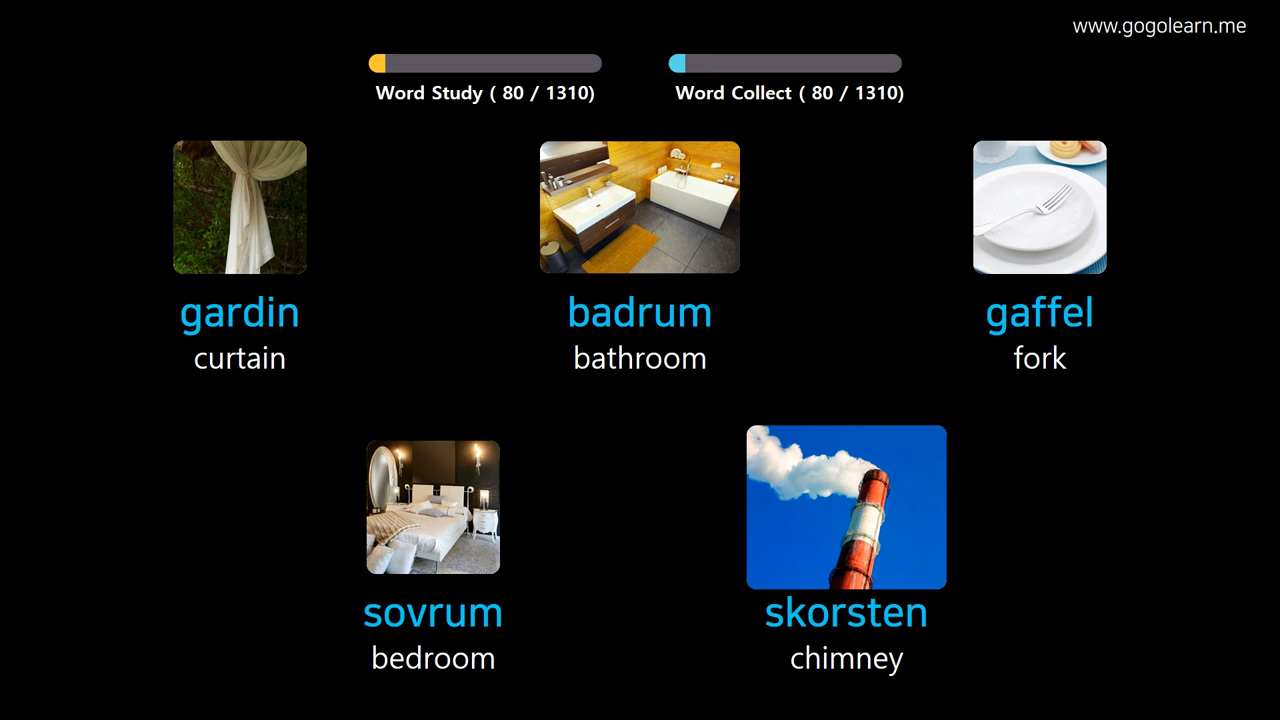 www.gogolearn.me
Word Study ( 80 / 1310)
Word Collect ( 80 / 1310)
gardin
curtain
badrum
bathroom
gaffel
fork
sovrum
bedroom
skorsten
chimney